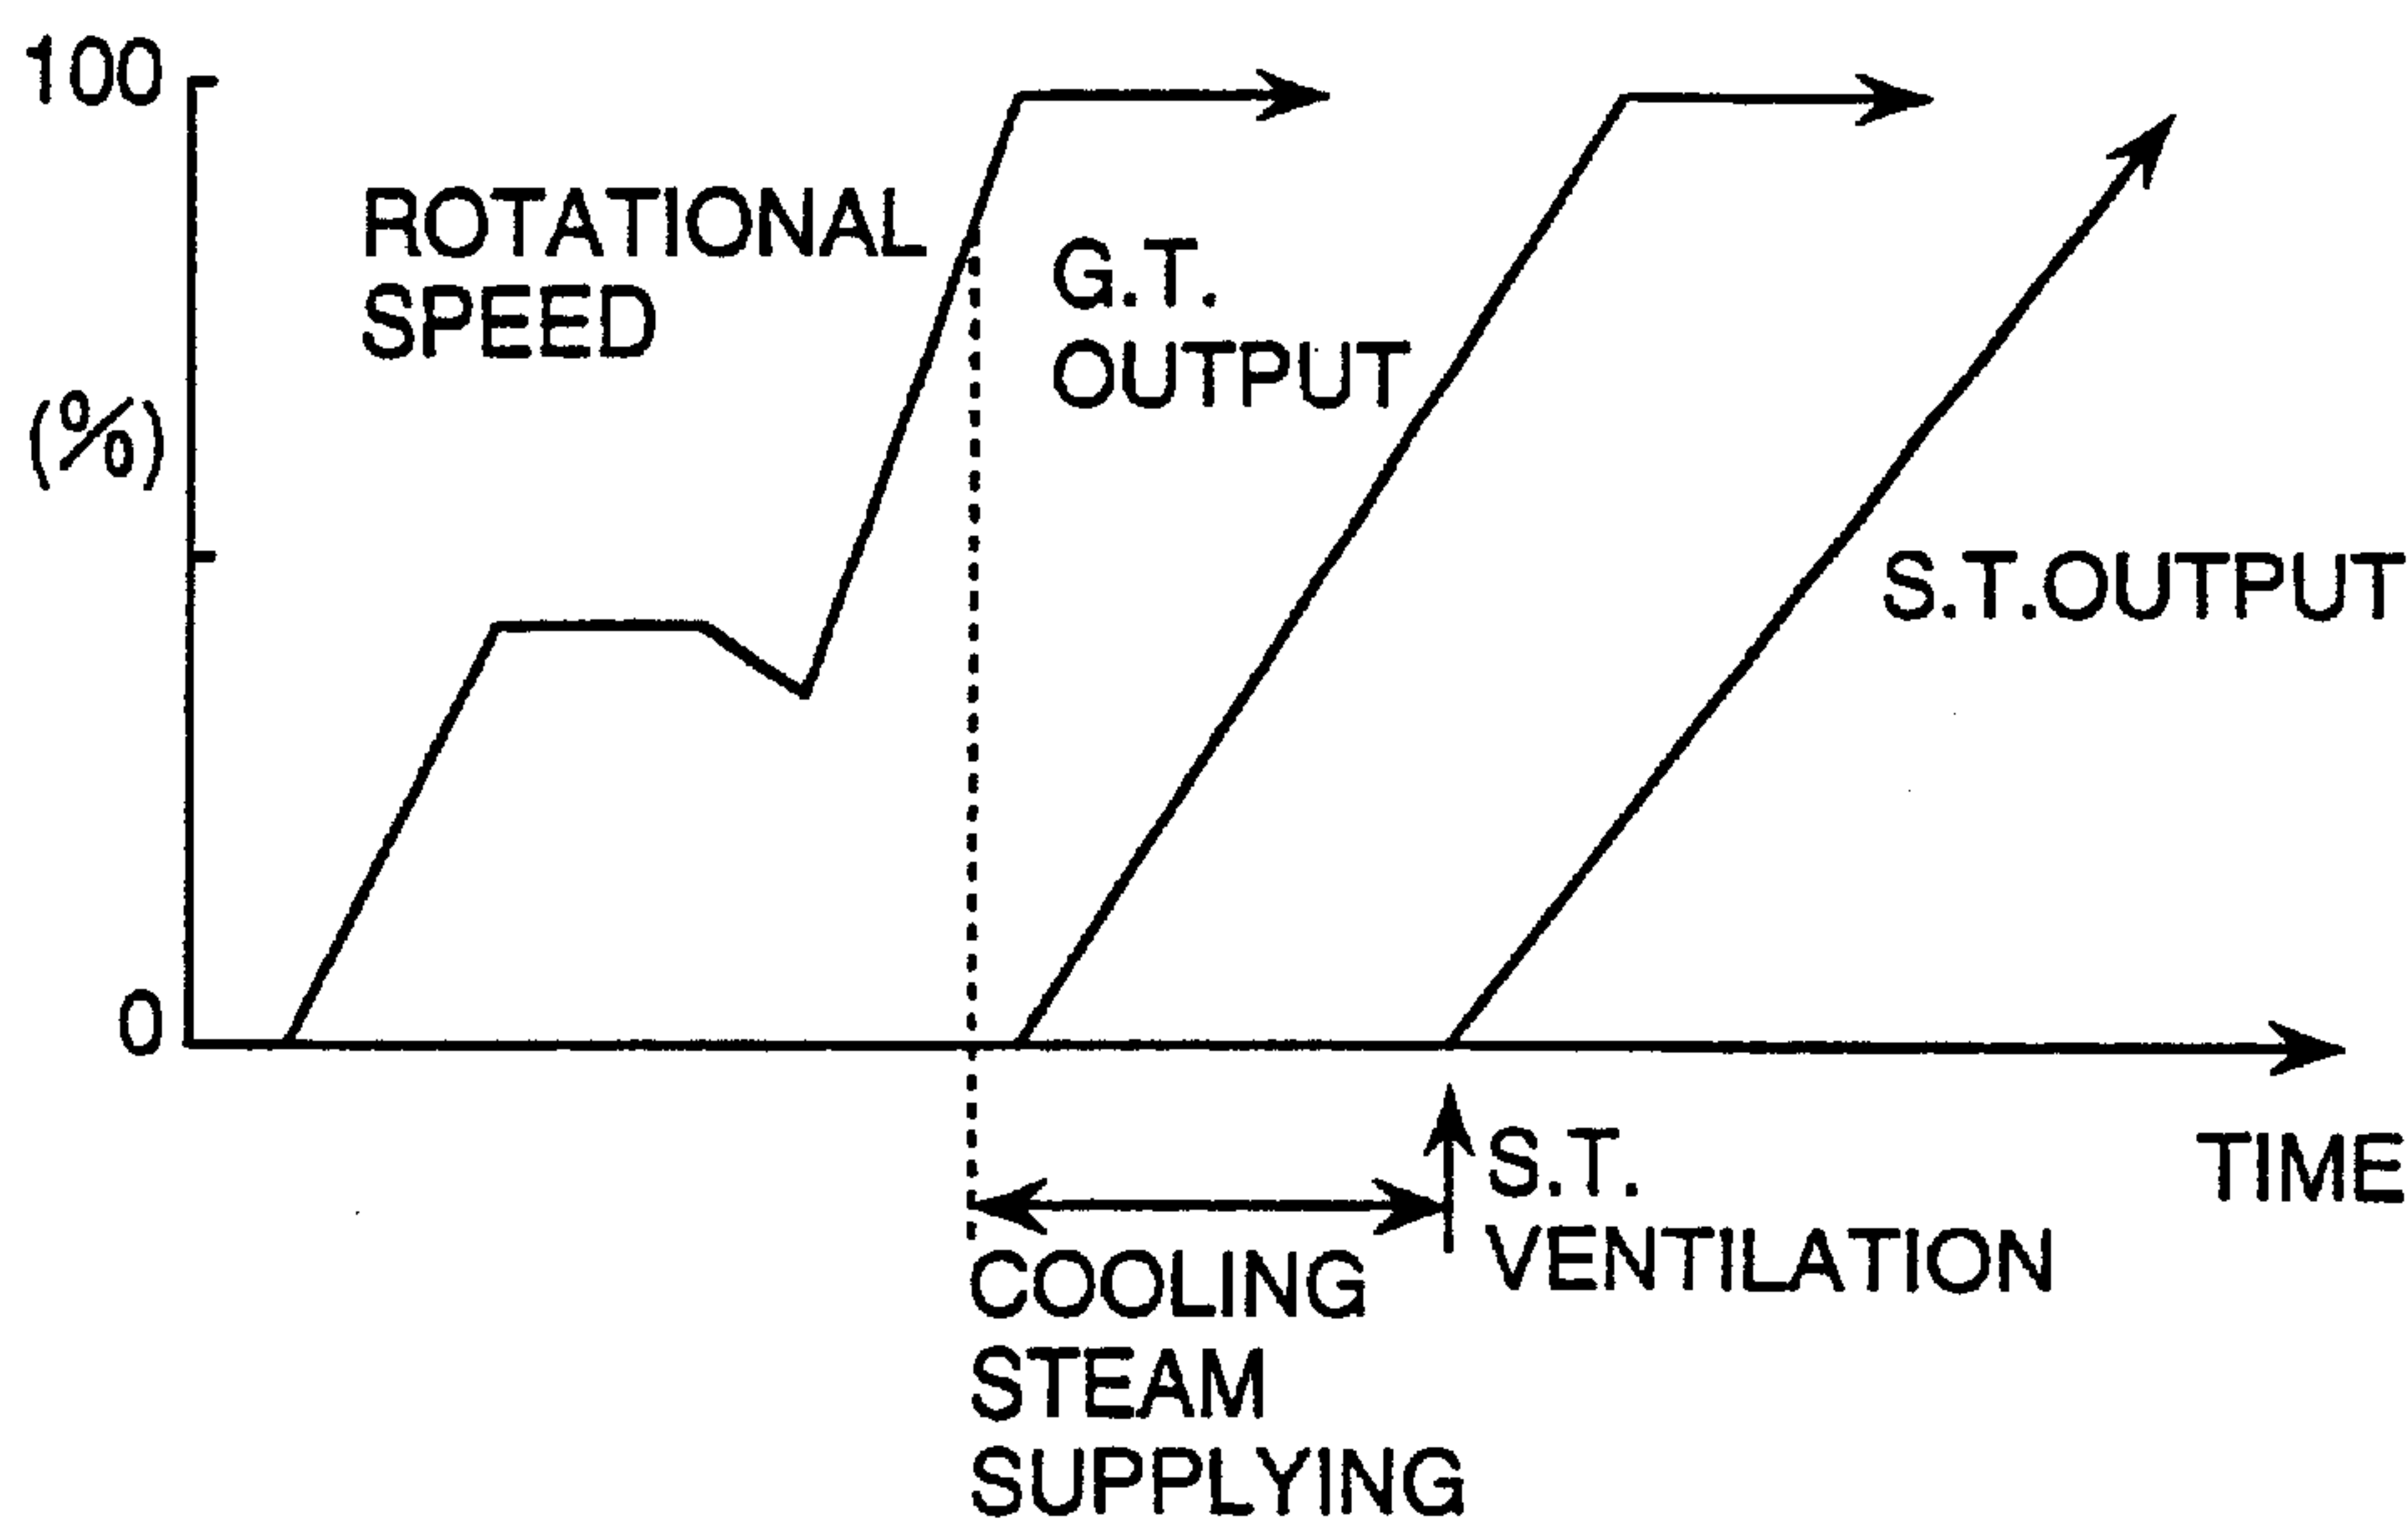 100
ROTATIONAL
SPEED
G.T.
OUTPUT
(%)
S.T.OUTPUT
0
TIME
S.T.
VENTILATION
COOLING
STEAM
SUPPLYING